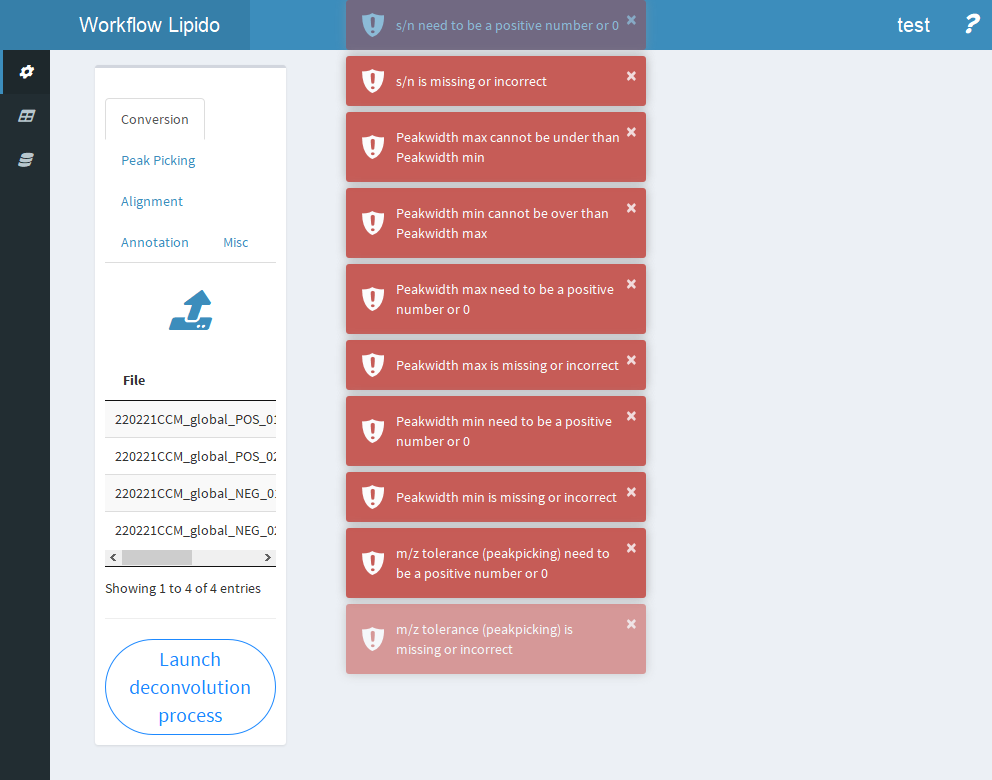 Workflow Lipido
test
?
Conversion
Peak Picking
Alignment
Annotation
Misc
File
220221CCM_global_POS_01
220221CCM_global_POS_02
220221CCM_global_NEG_0
220221CCM_global_NEG_02
Showing 1 to 4 of 4 entries
Launch
deconvolution
process
s/n need to be a positive number or 0
×
s/n is missing or incorrect
×
Peakwidth max cannot be under than
Peakwidth min
×
Peakwidth min cannot be over than
Peakwidth max
×
Peakwidth max need to be a positive
number or 0
×
Peakwidth max is missing or incorrect
×
Peakwidth min need to be a positive
number or 0
×
Peakwidth min is missing or incorrect
×
m/z tolerance (peakpicking) need to
be a positive number or 0
×
m/z tolerance (peakpicking) is
missing or incorrect
×